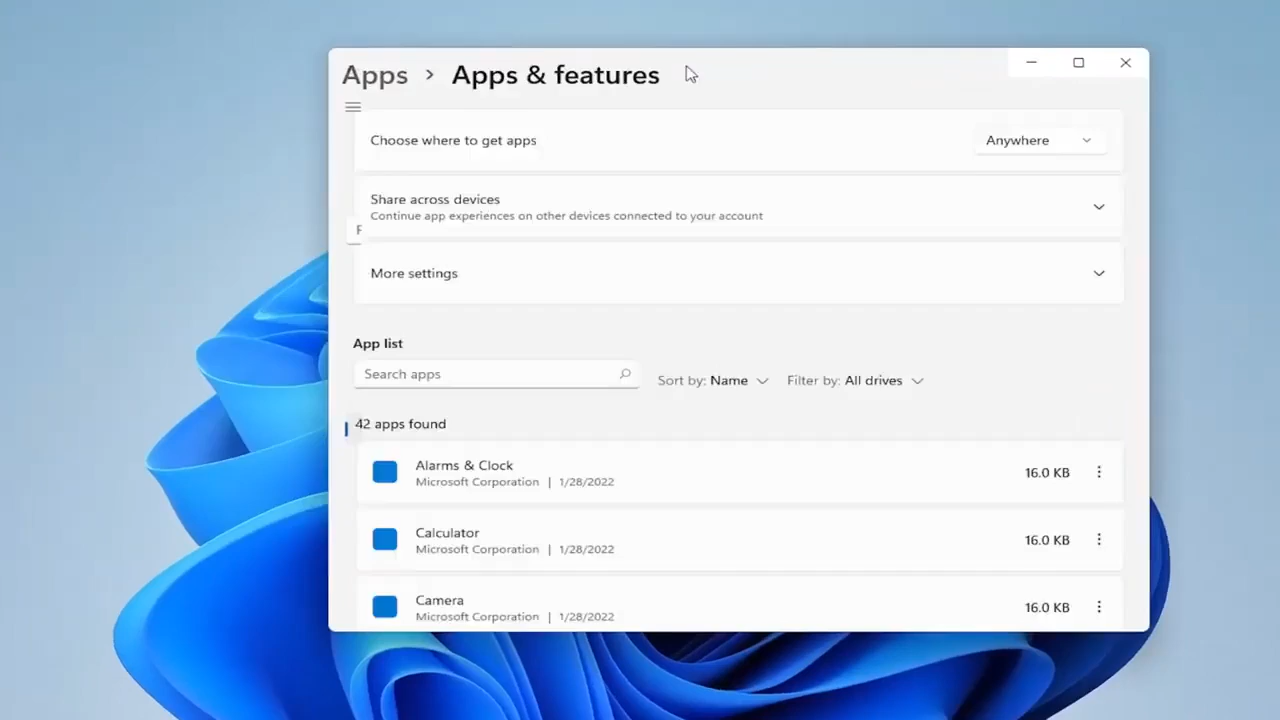 Apps > Apps & features
Choose where to get apps
Anywhere
Share across devices
Continue app experiences on other devices connected to your account
F
More settings
App list
Search apps
Sort by: Name
Filter by: All drives
42 apps found
Alarms & Clock
Microsoft Corporation | 1/28/2022
16.0 KB
Calculator
Microsoft Corporation | 1/28/2022
16.0 KB
Camera
Microsoft Corporation | 1/28/2022
16.0 KB